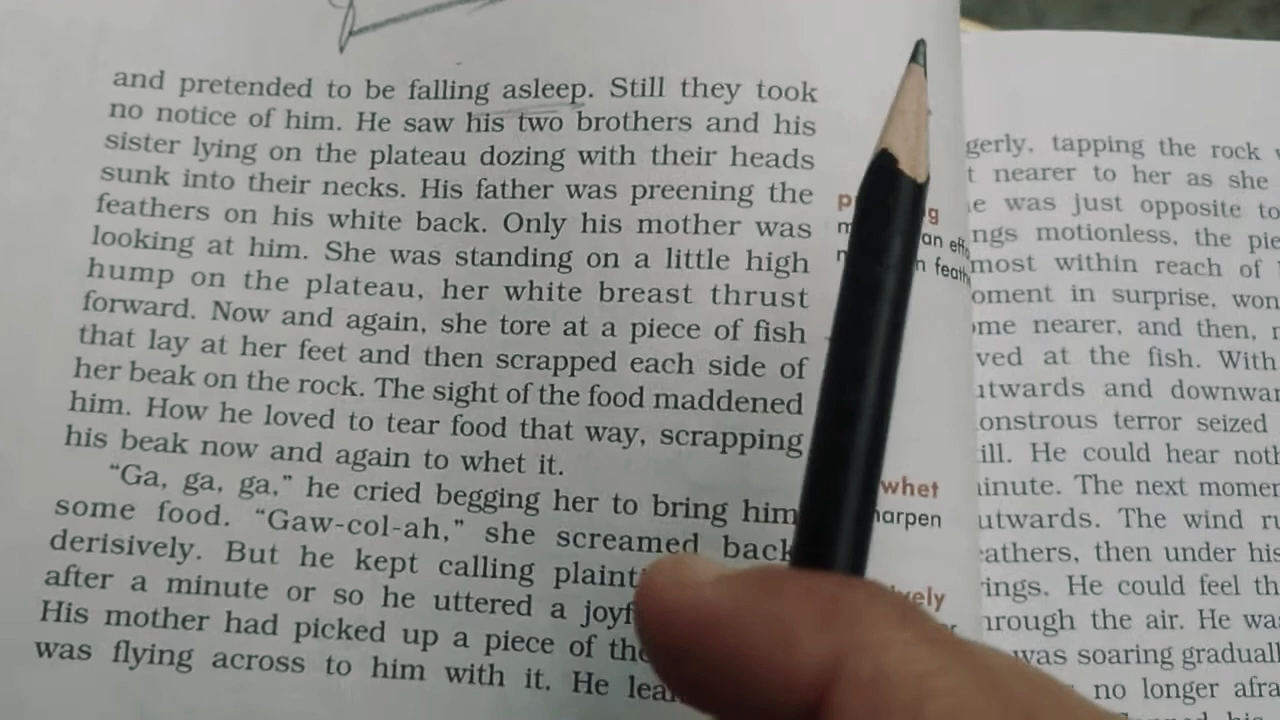 and pretended to be falling asleep. Still they took
no notice of him. He saw his two brothers and his
sister lying on the plateau dozing with their heads
sunk into their necks. His father was preening the
feathers on his white back. Only his mother was
looking at him. She was standing on a little high
hump on the plateau, her white breast thrust
forward. Now and again, she tore at a piece of fish
that lay at her feet and then scrapped each side of
her beak on the rock. The sight of the food maddened
him. How he loved to tear food that way, scrapping
his beak now and again to whet it.
"Ga, ga, ga," he cried begging her to bring him
some food. "Gaw-col-ah," she screamed back
derisively. But he kept calling
after a minute or so he uttered a
His mother had picked up a piece of
was flying across to him with it. He
an
whet
tapping the rock
nearer to her as she
was just opposite to
motionless, the
most within reach of
in surprise,
nearer, and then,
at the fish. With
and
terror seized
He could hear
The next
The wind
then under his
He could feel
the air. He
was soaring
no longer